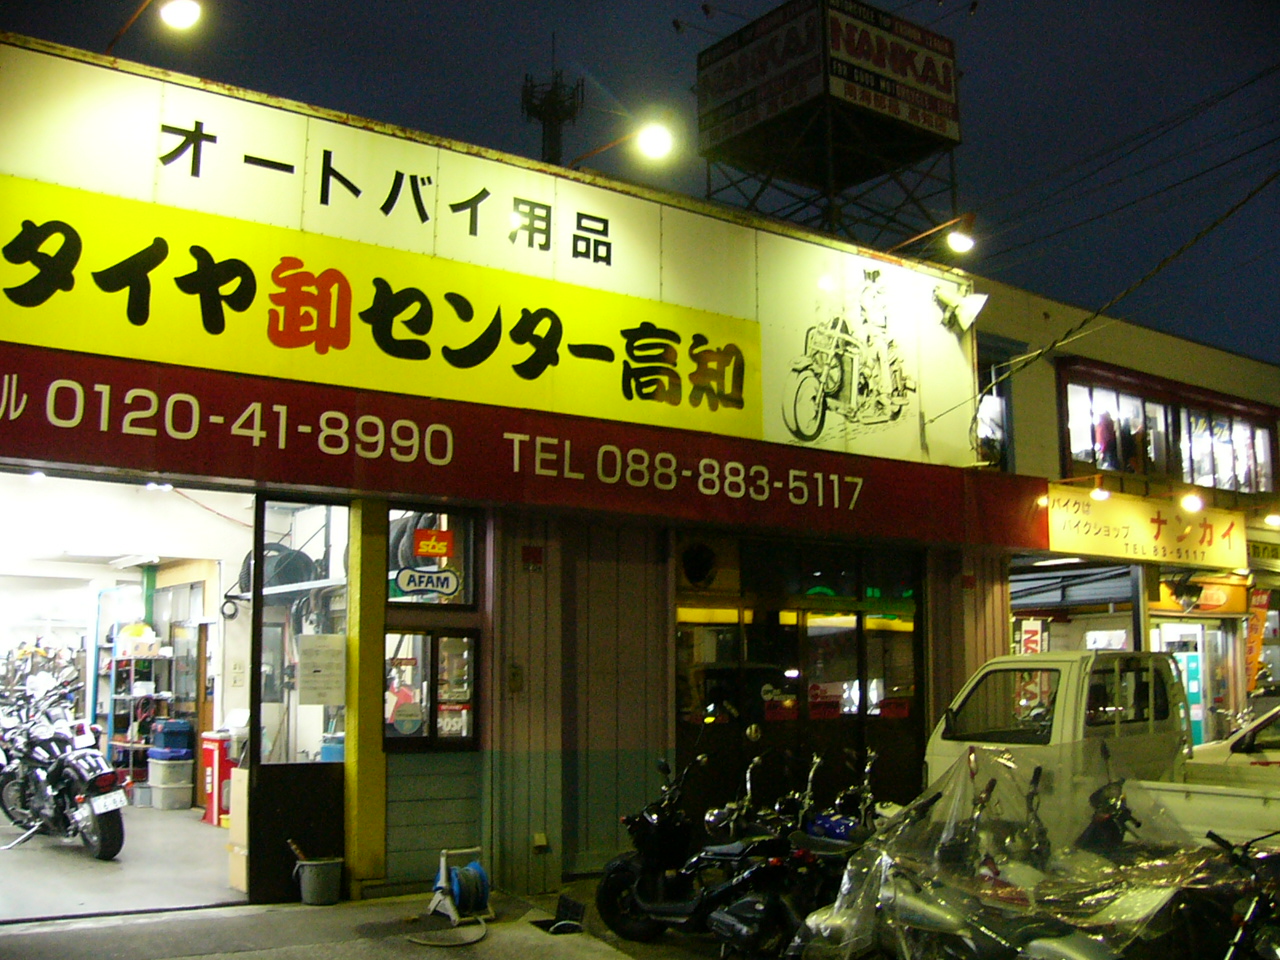 NANKAI
NANKAI
オートバイ用品
タイヤ卸センター高知
ル 0120-41-8990 TEL 088-883-5117
バイクは
バイクショップ ナンカイ
TEL 83-5117
sbs
AFAM